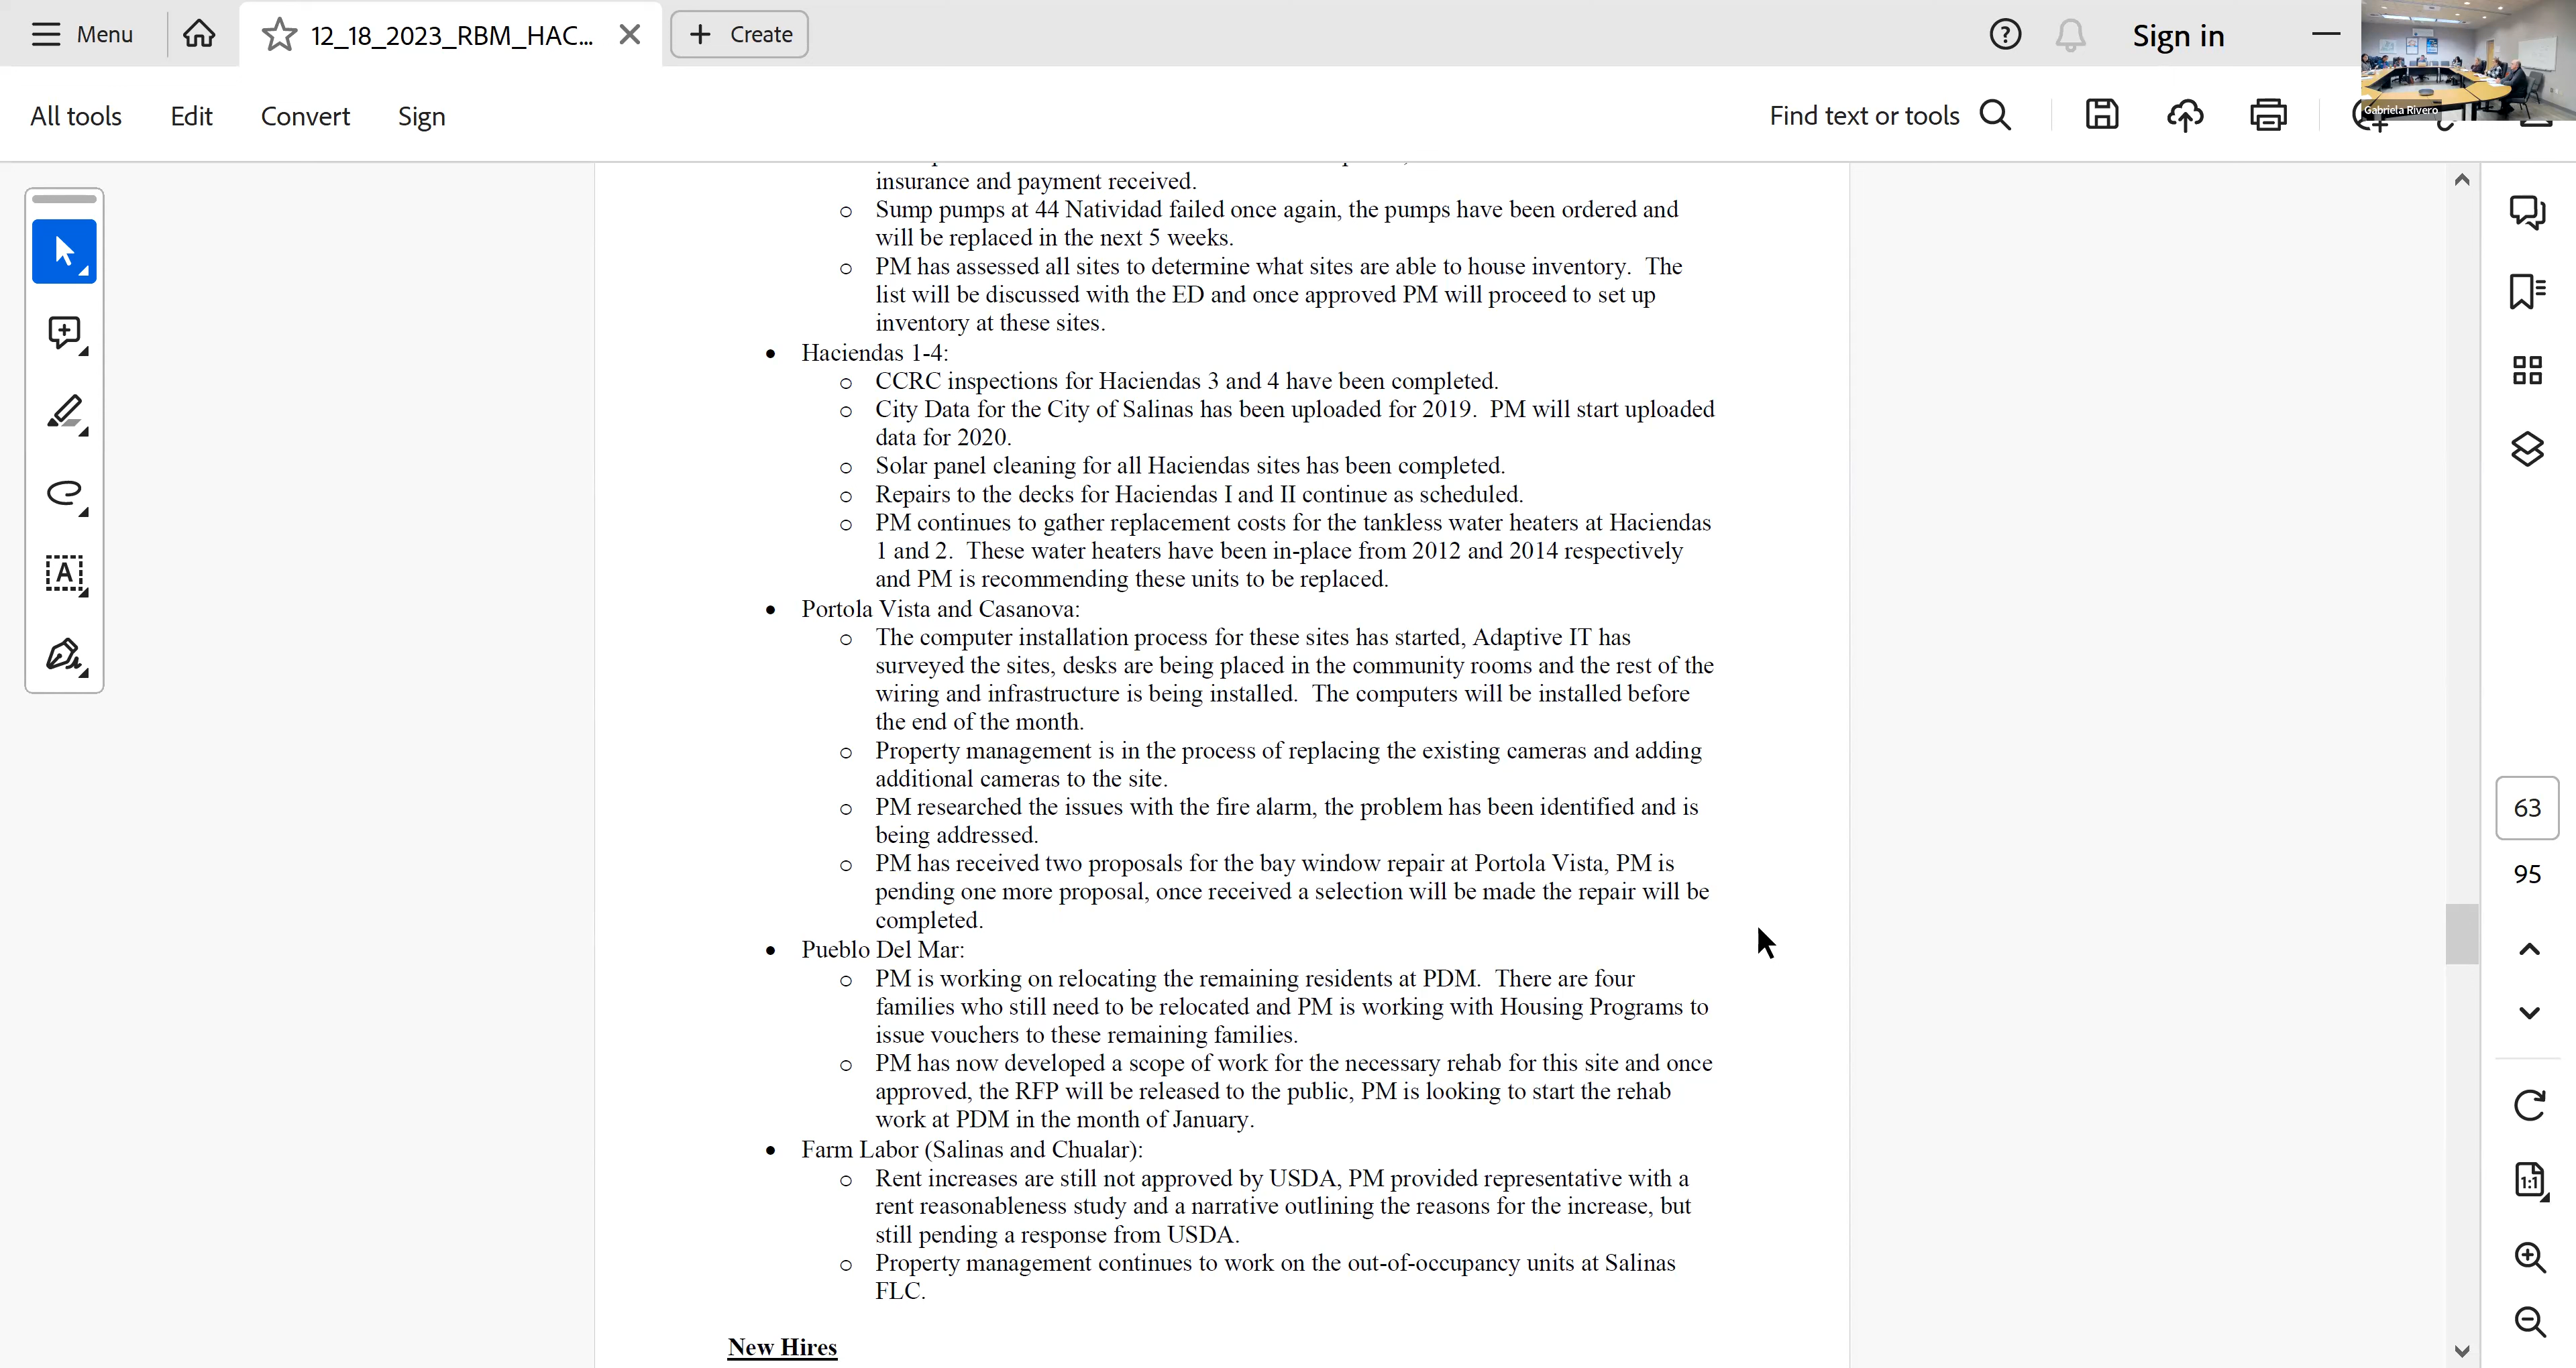 Menu
12_18_2023_RBM_HAC...
Create
Sign in
All tools
Edit
Convert
Sign
Find text or tools
Gabriela Rivero
insurance and payment received.
o Sump pumps at 44 Natividad failed once again, the pumps have been ordered and
will be replaced in the next 5 weeks.
o PM has assessed all sites to determine what sites are able to house inventory. The
list will be discussed with the ED and once approved PM will proceed to set up
inventory at these sites.
• Haciendas 1-4:
o CCRC inspections for Haciendas 3 and 4 have been completed.
o City Data for the City of Salinas has been uploaded for 2019. PM will start uploaded
data for 2020.
o Solar panel cleaning for all Haciendas sites has been completed.
o Repairs to the decks for Haciendas I and II continue as scheduled.
o PM continues to gather replacement costs for the tankless water heaters at Haciendas
1 and 2. These water heaters have been in-place from 2012 and 2014 respectively
and PM is recommending these units to be replaced.
• Portola Vista and Casanova:
o The computer installation process for these sites has started, Adaptive IT has
surveyed the sites, desks are being placed in the community rooms and the rest of the
wiring and infrastructure is being installed. The computers will be installed before
the end of the month.
o Property management is in the process of replacing the existing cameras and adding
additional cameras to the site.
o PM researched the issues with the fire alarm, the problem has been identified and is
being addressed.
o PM has received two proposals for the bay window repair at Portola Vista, PM is
pending one more proposal, once received a selection will be made the repair will be
completed.
• Pueblo Del Mar:
o PM is working on relocating the remaining residents at PDM. There are four
families who still need to be relocated and PM is working with Housing Programs to
issue vouchers to these remaining families.
o PM has now developed a scope of work for the necessary rehab for this site and once
approved, the RFP will be released to the public, PM is looking to start the rehab
work at PDM in the month of January.
• Farm Labor (Salinas and Chualar):
o Rent increases are still not approved by USDA, PM provided representative with a
rent reasonableness study and a narrative outlining the reasons for the increase, but
still pending a response from USDA.
o Property management continues to work on the out-of-occupancy units at Salinas
FLC.
New Hires
63
95
1:1